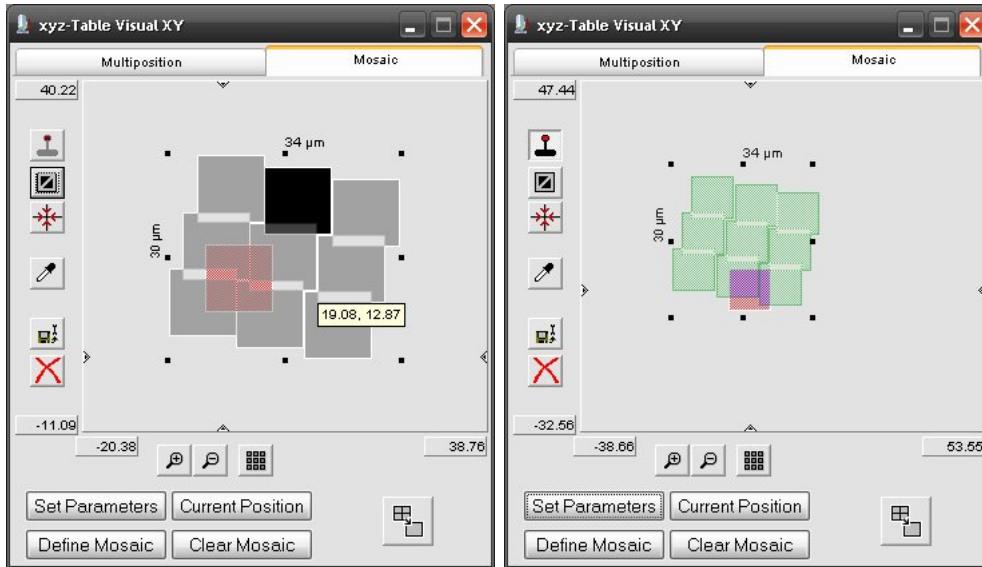 xyz-Table Visual XY
Multiposition Mosaic
40.22
34 µm
30 µm
19.08, 12.87
-11.09
-20.38 38.76
Set Parameters Current Position
Define Mosaic Clear Mosaic
xyz-Table Visual XY
Multiposition Mosaic
47.44
34 µm
30 µm
-32.56
-38.66 53.55
Set Parameters Current Position
Define Mosaic Clear Mosaic